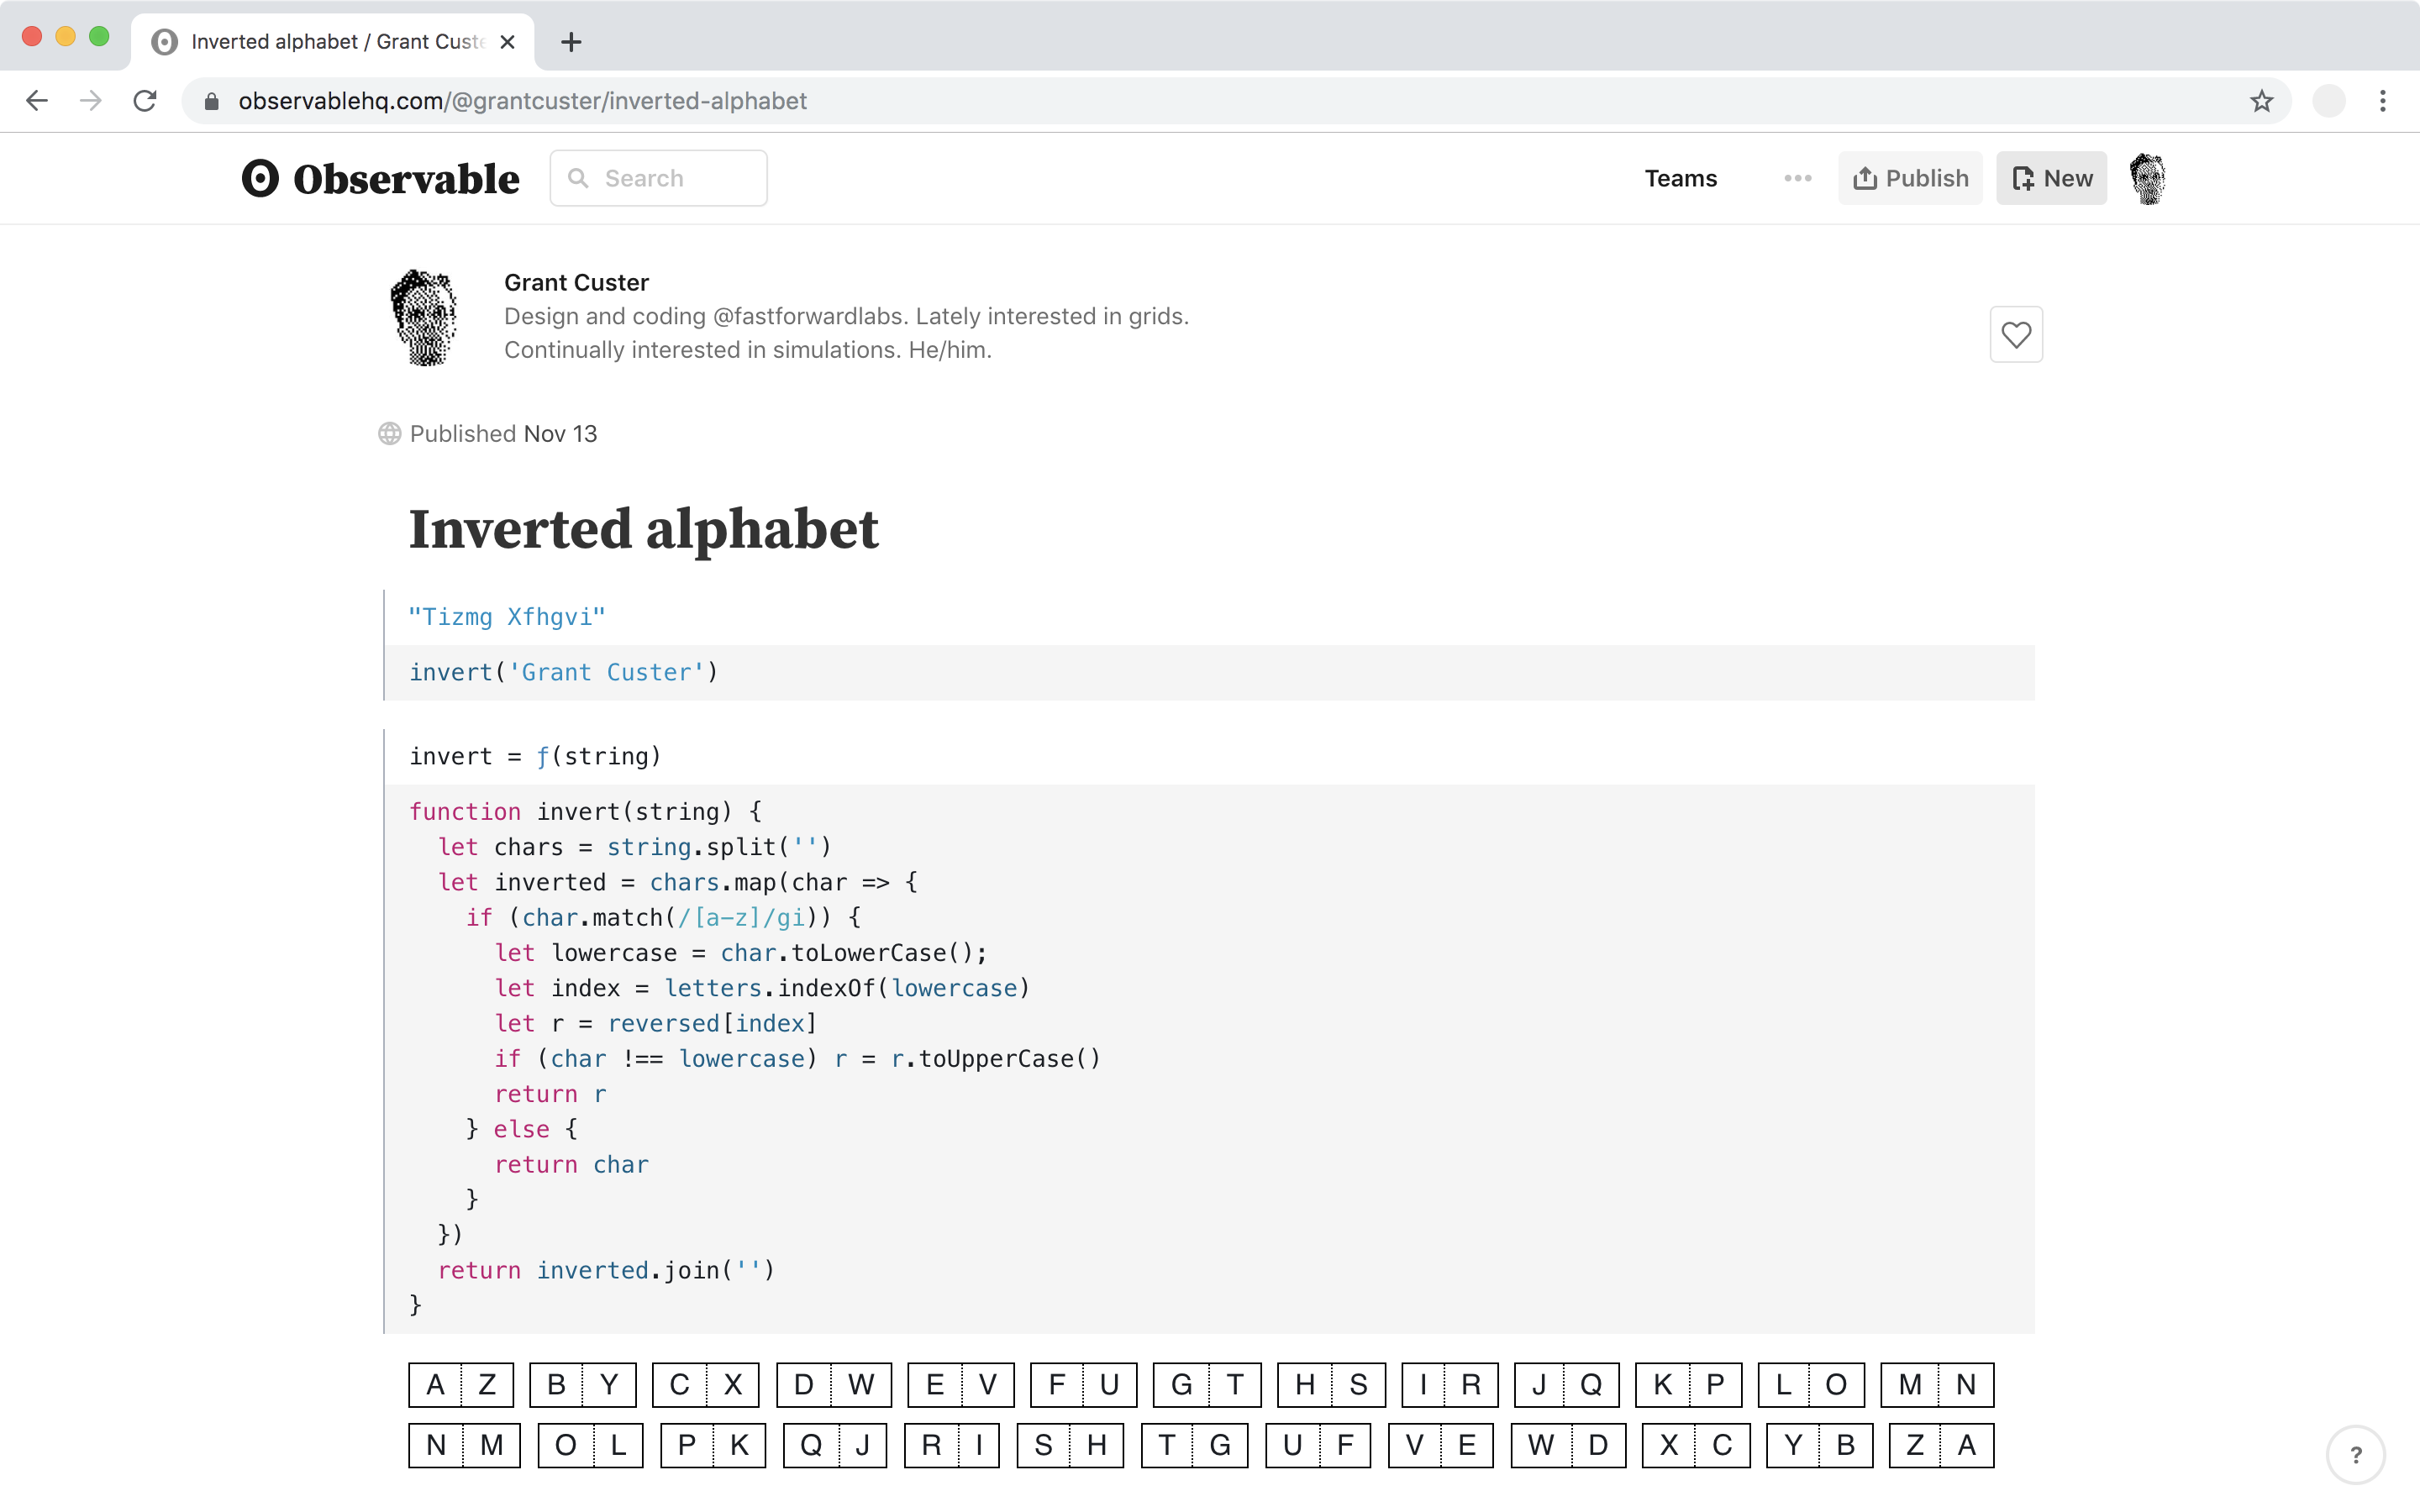 Inverted alphabet / Grant Custe
observablehq.com/@grantcuster/inverted-alphabet
Observable
Search
Teams
Publish
New
Grant Custer
Design and coding @fastforwardlabs. Lately interested in grids.
Continually interested in simulations. He/him.
Published Nov 13
Inverted alphabet
"Tizmg Xfhgvi"
invert('Grant Custer')
invert = ƒ(string)
function invert(string) {
  let chars = string.split('')
  let inverted = chars.map(char => {
    if (char.match(/[a-z]/gi)) {
      let lowercase = char.toLowerCase();
      let index = letters.indexOf(lowercase)
      let r = reversed[index]
      if (char !== lowercase) r = r.toUpperCase()
      return r
    } else {
      return char
    }
  })
  return inverted.join('')
}
A Z B Y C X D W E V F U G T H S I R J Q K P L O M N
N M O L P K Q J R I S H T G U F V E W D X C Y B Z A
?